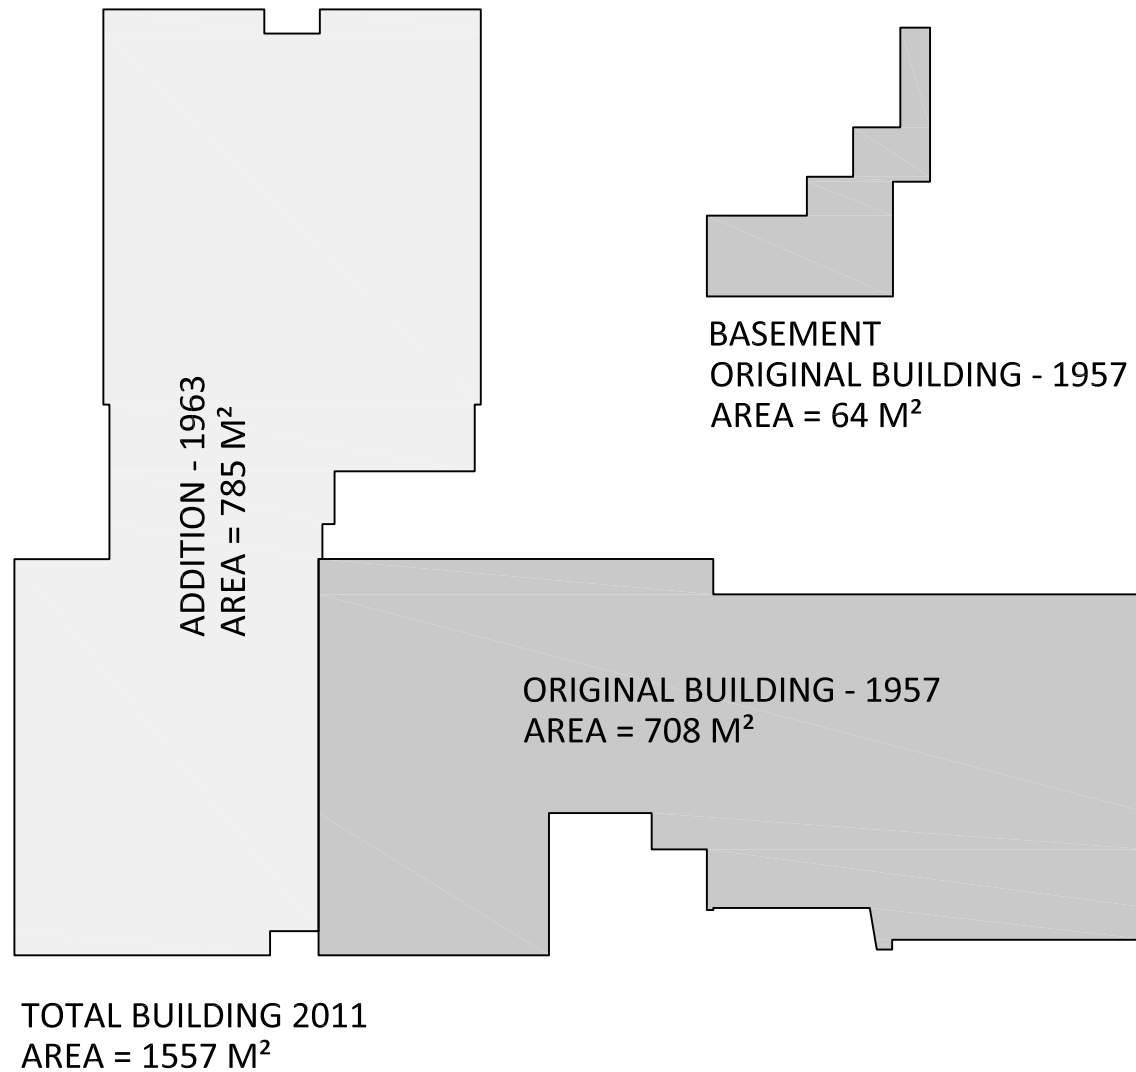 BASEMENT
ORIGINAL BUILDING - 1957
AREA = 64 M²
ADDITION - 1963
AREA = 785 M²
ORIGINAL BUILDING - 1957
AREA = 708 M²
TOTAL BUILDING 2011
AREA = 1557 M²